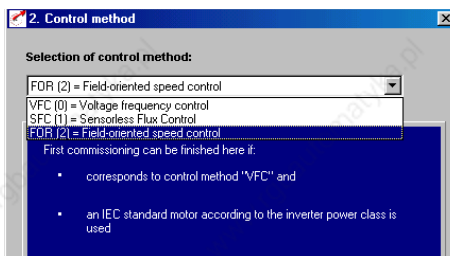 2. Control method
Selection of control method:
FOR (2) = Field-oriented speed control
VFC (0) = Voltage frequency control
SFC (1) = Sensorless Flux Control
FOR (2) = Field-oriented speed control
First commissioning can be finished here if:
• corresponds to control method "VFC" and
• an IEC standard motor according to the inverter power class is
used